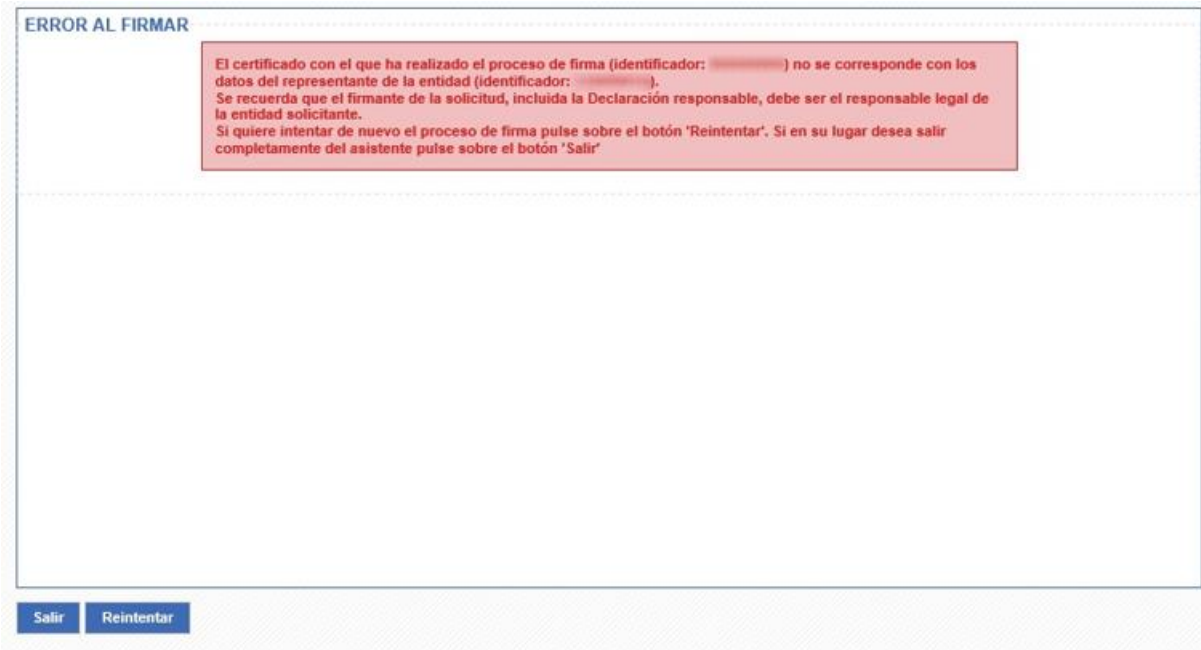 ERROR AL FIRMAR
El certificado con el que ha realizado el proceso de firma (identificador: ) no se corresponde con los
datos del representante de la entidad (identificador: ).
Se recuerda que el firmante de la solicitud, incluida la Declaración responsable, debe ser el responsable legal de
la entidad solicitante.
Si quiere intentar de nuevo el proceso de firma pulse sobre el botón 'Reintentar'. Si en su lugar desea salir
completamente del asistente pulse sobre el botón 'Salir'
Salir
Reintentar